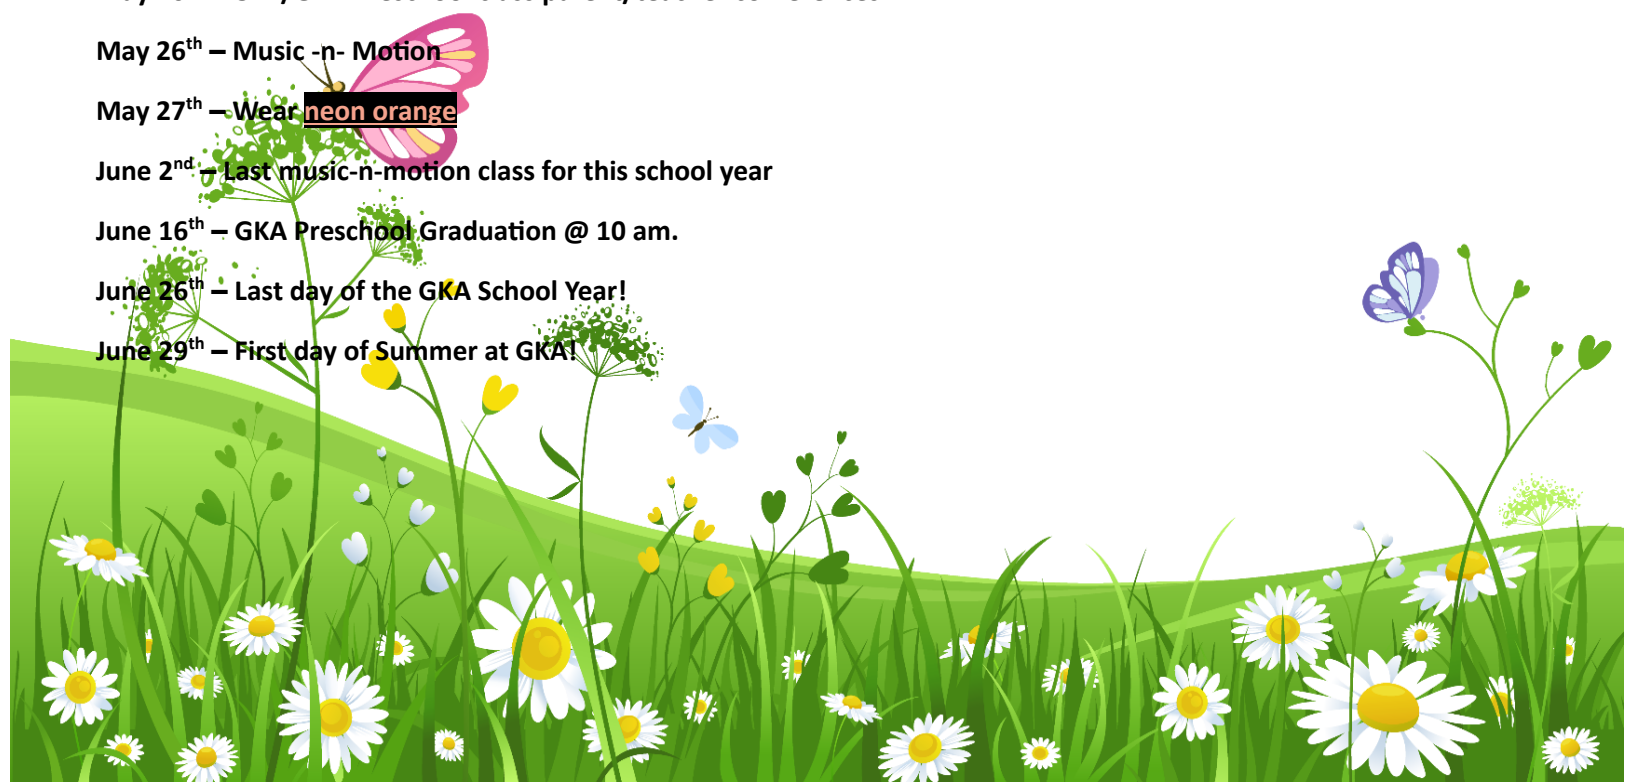 May 26th – Music -n- Motion
May 27th – Wear neon orange
June 2nd – Last music-n-motion class for this school year
June 16th – GKA Preschool Graduation @ 10 am.
June 26th – Last day of the GKA School Year!
June 29th – First day of Summer at GKA!